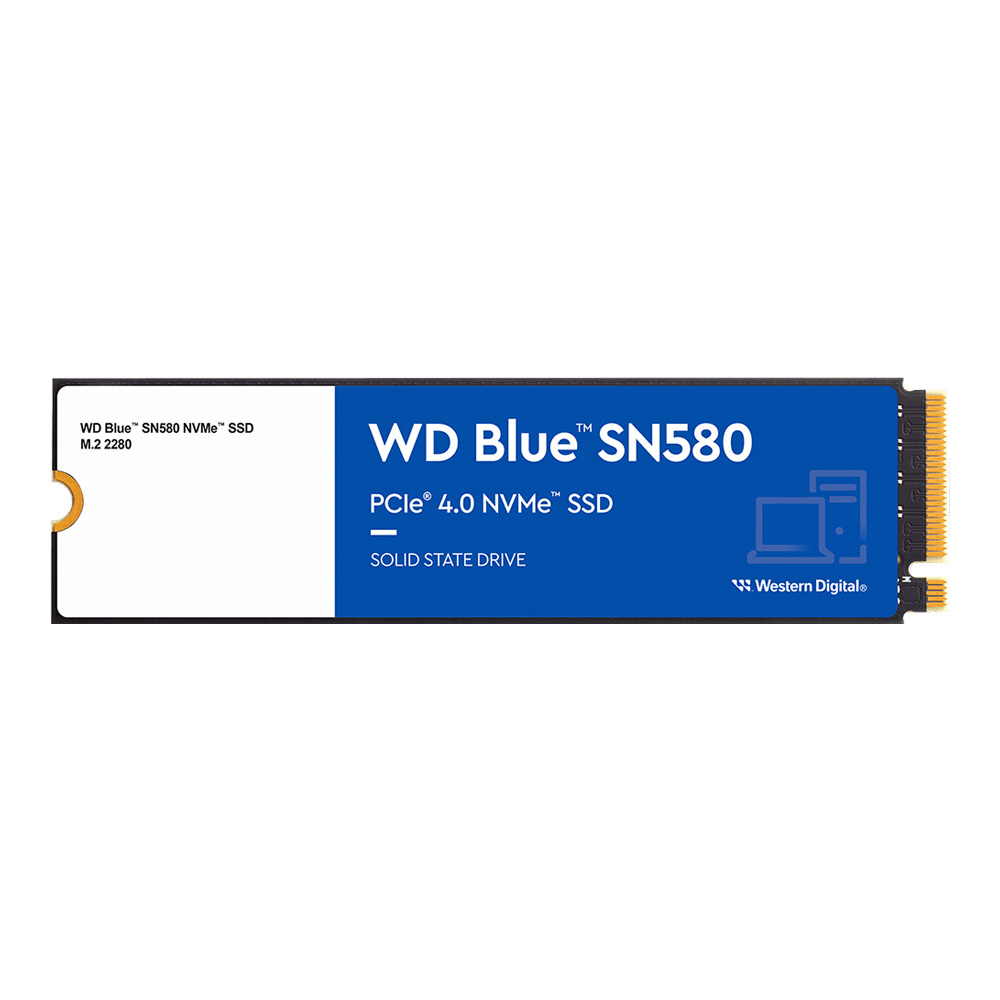 WD Blue™ SN580 NVMe™ SSD
M.2 2280
WD Blue™ SN580
PCIe® 4.0 NVMe™ SSD
SOLID STATE DRIVE
Western Digital®